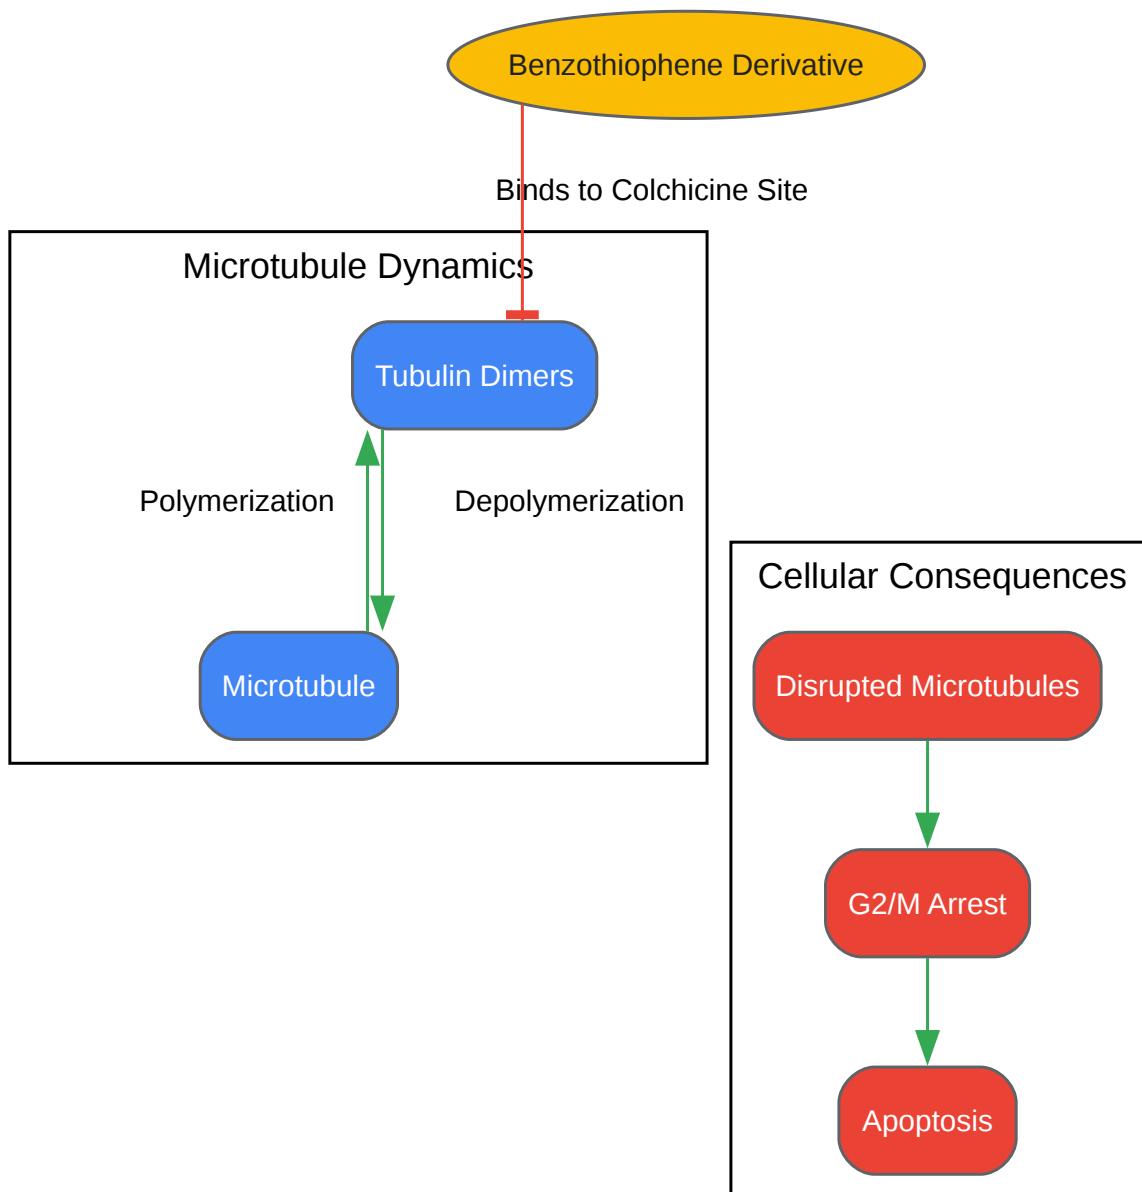 Benzothiophene Derivative
Binds to Colchicine Site
Microtubule Dynamics
Tubulin Dimers
Polymerization
Depolymerization
Microtubule
Cellular Consequences
Disrupted Microtubules
G2/M Arrest
Apoptosis